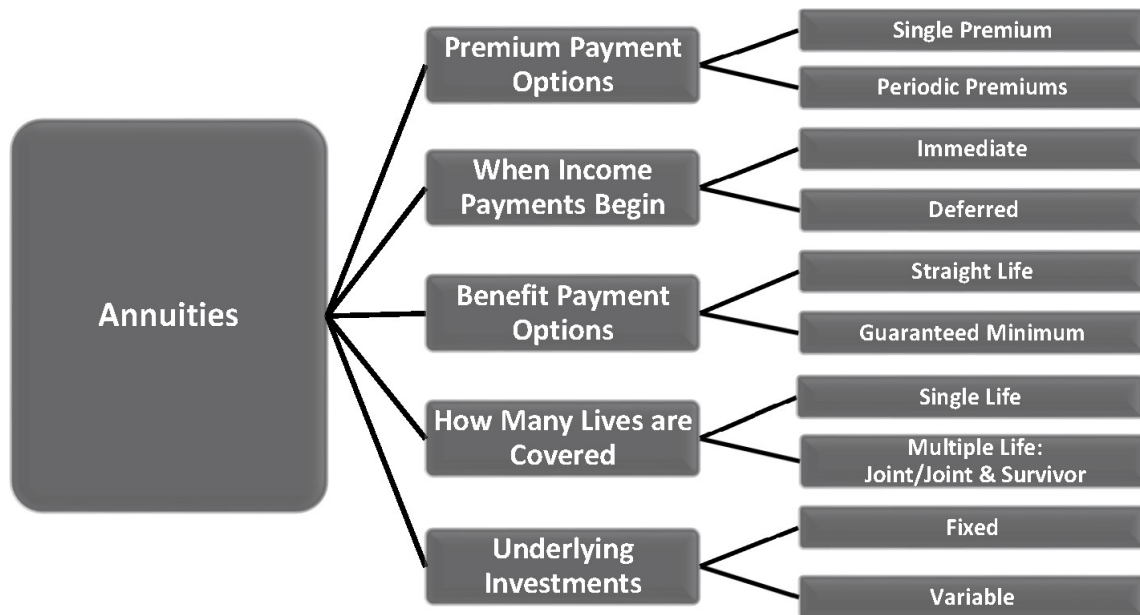 Annuities
Premium Payment
Options
Single Premium
Periodic Premiums
When Income
Payments Begin
Immediate
Deferred
Benefit Payment
Options
Straight Life
Guaranteed Minimum
How Many Lives are
Covered
Single Life
Multiple Life:
Joint/Joint & Survivor
Underlying
Investments
Fixed
Variable